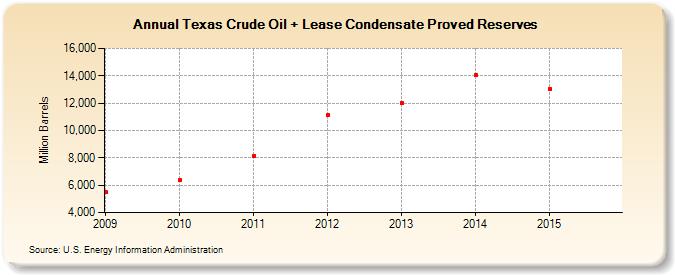 Annual Texas Crude Oil + Lease Condensate Proved Reserves
Million Barrels
16,000
14,000
12,000
10,000
8,000
6,000
4,000
2009 2010 2011 2012 2013 2014 2015
Source: U.S. Energy Information Administration